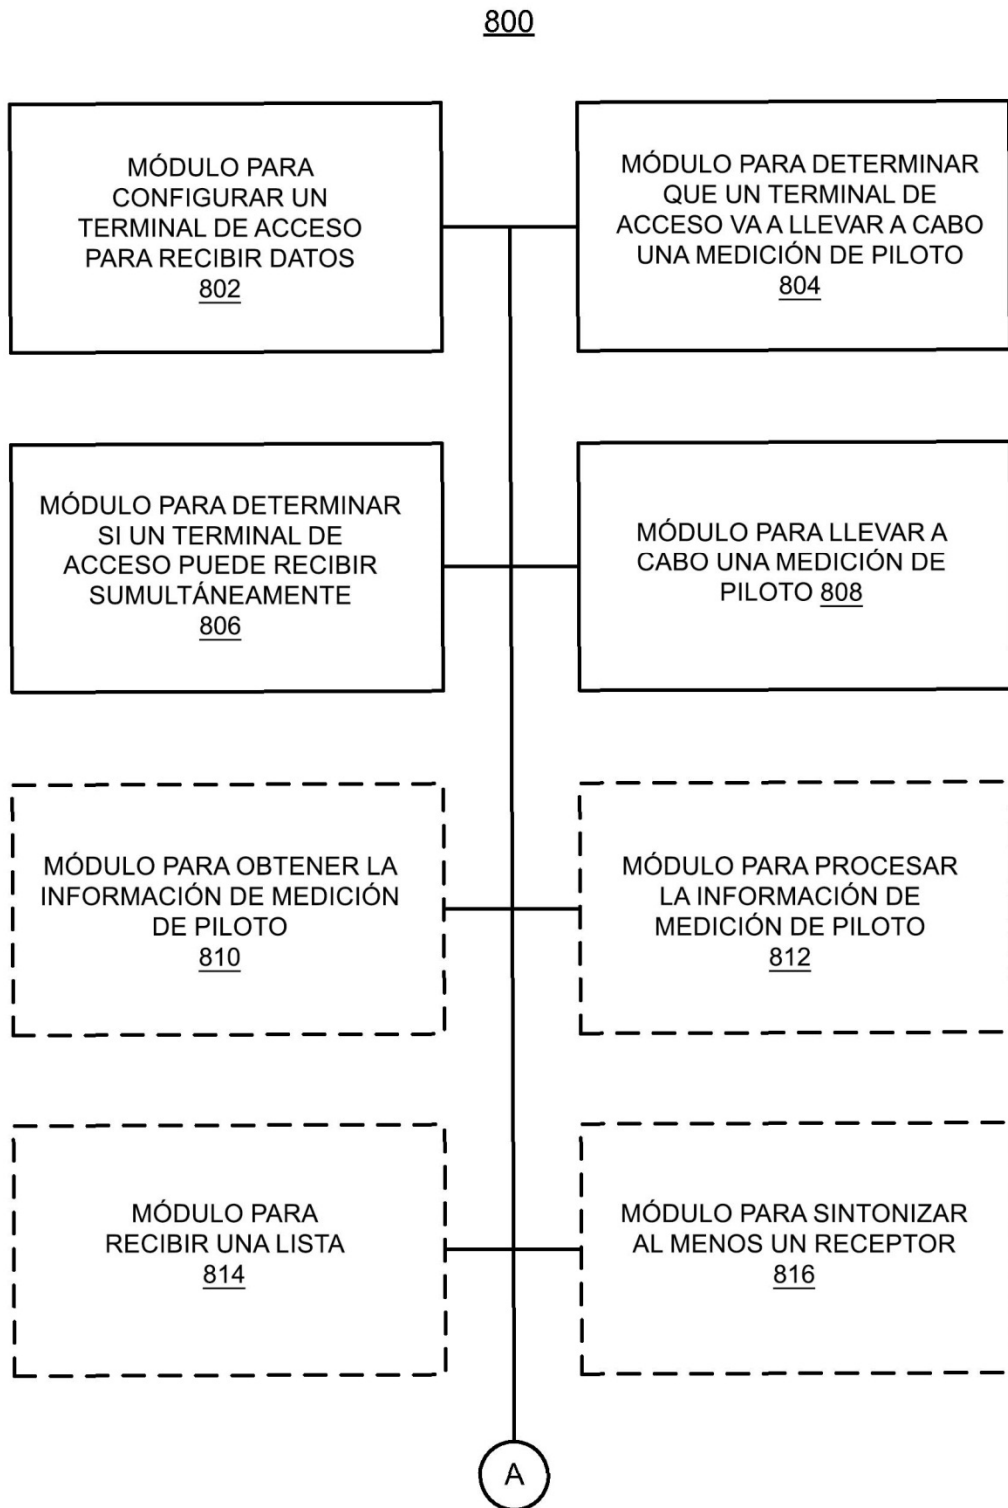 800
MÓDULO PARA
CONFIGURAR UN
TERMINAL DE ACCESO
PARA RECIBIR DATOS
802
MÓDULO PARA DETERMINAR
QUE UN TERMINAL DE
ACCESO VA A LLEVAR A CABO
UNA MEDICIÓN DE PILOTO
804
MÓDULO PARA DETERMINAR
SI UN TERMINAL DE
ACCESO PUEDE RECIBIR
SUMULTÁNEAMENTE
806
MÓDULO PARA LLEVAR A
CABO UNA MEDICIÓN DE
PILOTO 808
MÓDULO PARA OBTENER LA
INFORMACIÓN DE MEDICIÓN
DE PILOTO
810
MÓDULO PARA PROCESAR
LA INFORMACIÓN DE
MEDICIÓN DE PILOTO
812
MÓDULO PARA
RECIBIR UNA LISTA
814
MÓDULO PARA SINTONIZAR
AL MENOS UN RECEPTOR
816
A